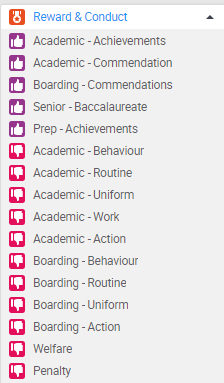 Reward & Conduct
Academic - Achievements
Academic - Commendation
Boarding - Commendations
Senior - Baccalaureate
Prep - Achievements
Academic - Behaviour
Academic - Routine
Academic - Uniform
Academic - Work
Academic - Action
Boarding - Behaviour
Boarding - Routine
Boarding - Uniform
Boarding - Action
Welfare
Penalty